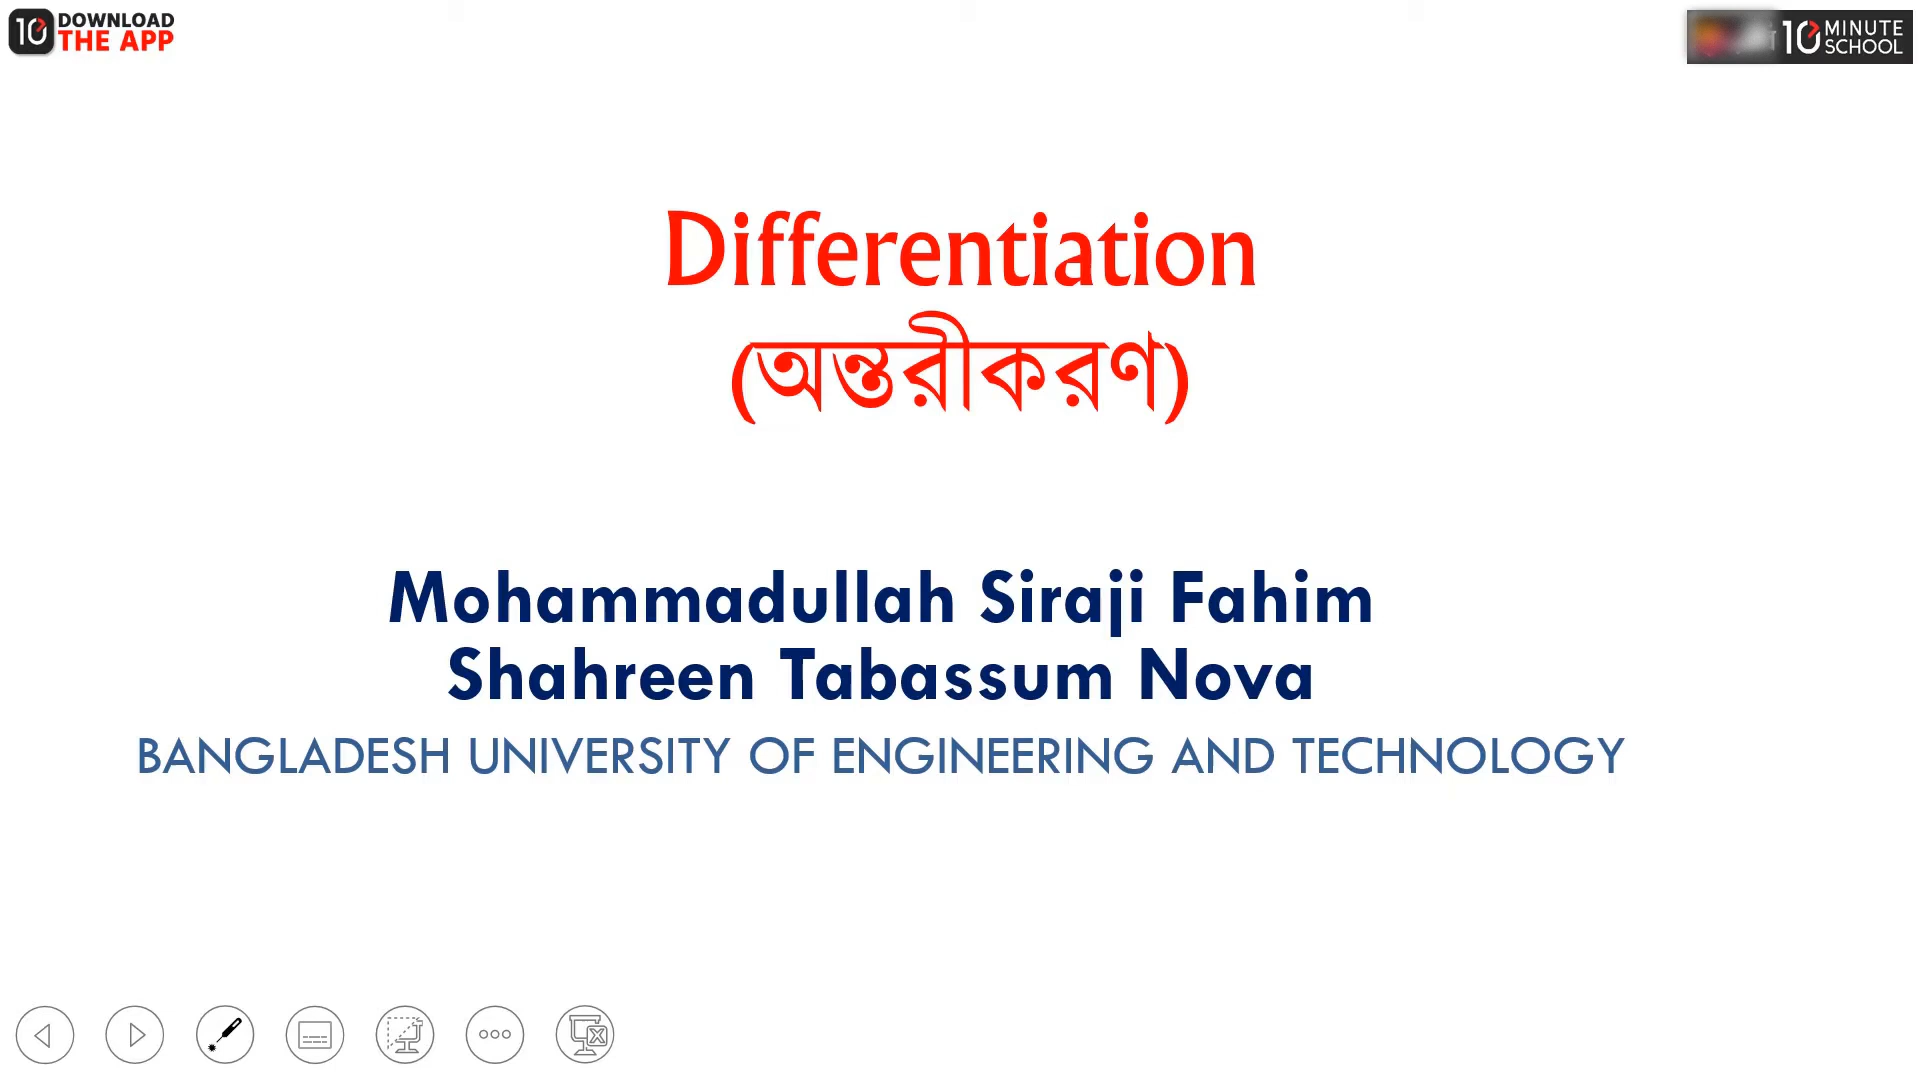 10 DOWNLOAD
THE APP
10 MINUTE
SCHOOL
Differentiation
(অন্তরীকরণ)
Mohammadullah Siraji Fahim
Shahreen Tabassum Nova
BANGLADESH UNIVERSITY OF ENGINEERING AND TECHNOLOGY